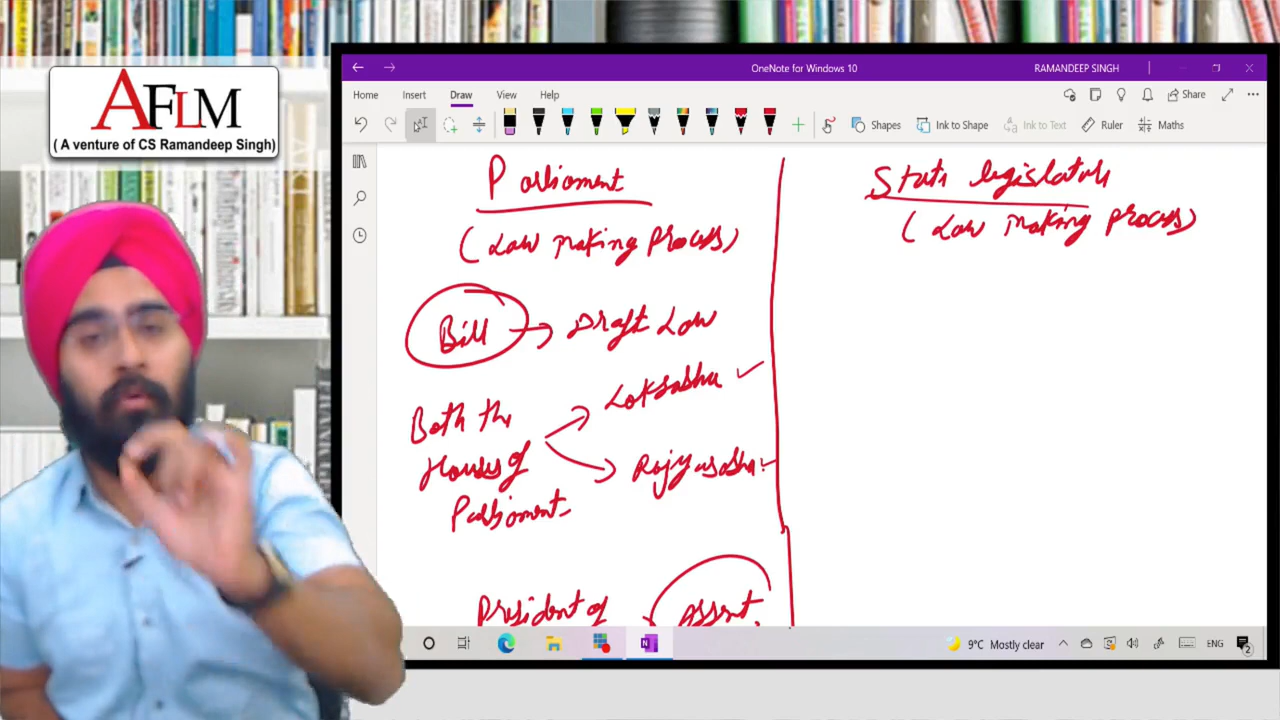 AFLM
( A venture of CS Ramandeep Singh)
OneNote for Windows 10
RAMANDEEP SINGH
Home Insert Draw View Help
Share
Shapes Ink to Shape Ink to Text Ruler Maths
Parliament
(Law making process)
Bill → Draft Law
Both the
Houses of
Parliament
Loksabha ✓
Rajyasabha ✓
President of
Assent.
State legislature
(Law making process)
9°C Mostly clear
ENG
2